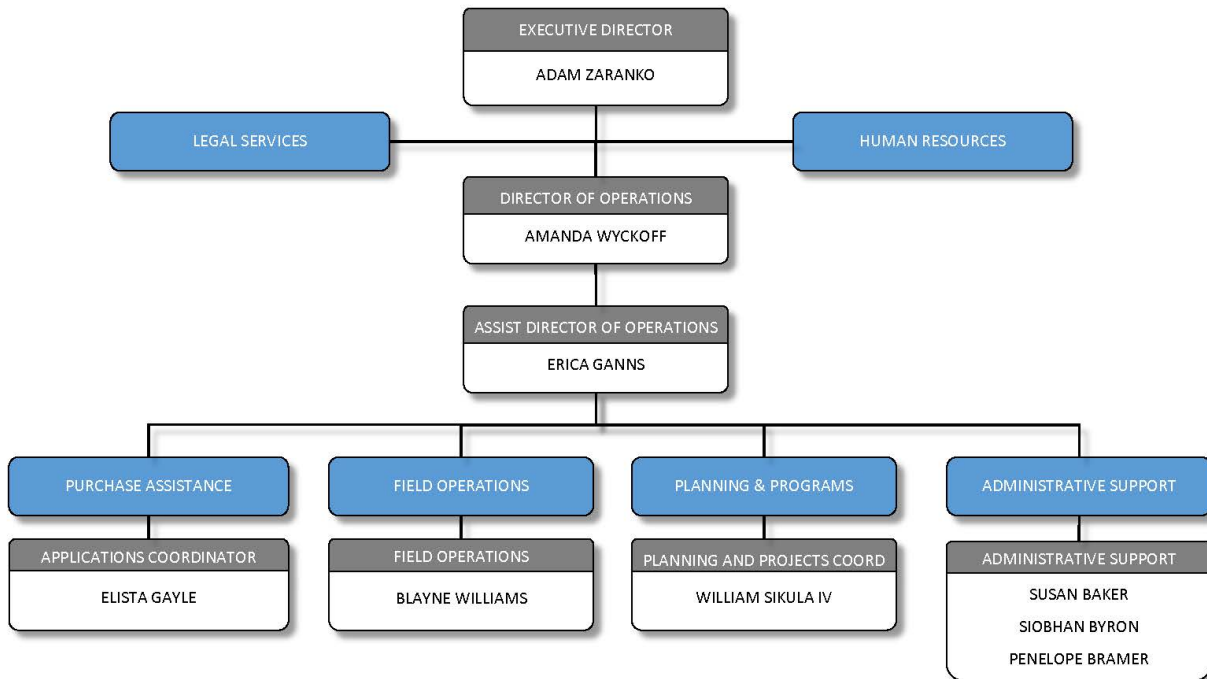 EXECUTIVE DIRECTOR
ADAM ZARANKO
LEGAL SERVICES
HUMAN RESOURCES
DIRECTOR OF OPERATIONS
AMANDA WYCKOFF
ASSIST DIRECTOR OF OPERATIONS
ERICA GANNS
PURCHASE ASSISTANCE
FIELD OPERATIONS
PLANNING & PROGRAMS
ADMINISTRATIVE SUPPORT
APPLICATIONS COORDINATOR
ELISTA GAYLE
FIELD OPERATIONS
BLAYNE WILLIAMS
PLANNING AND PROJECTS COORD
WILLIAM SIKULA IV
ADMINISTRATIVE SUPPORT
SUSAN BAKER
SIOBHAN BYRON
PENELOPE BRAMER